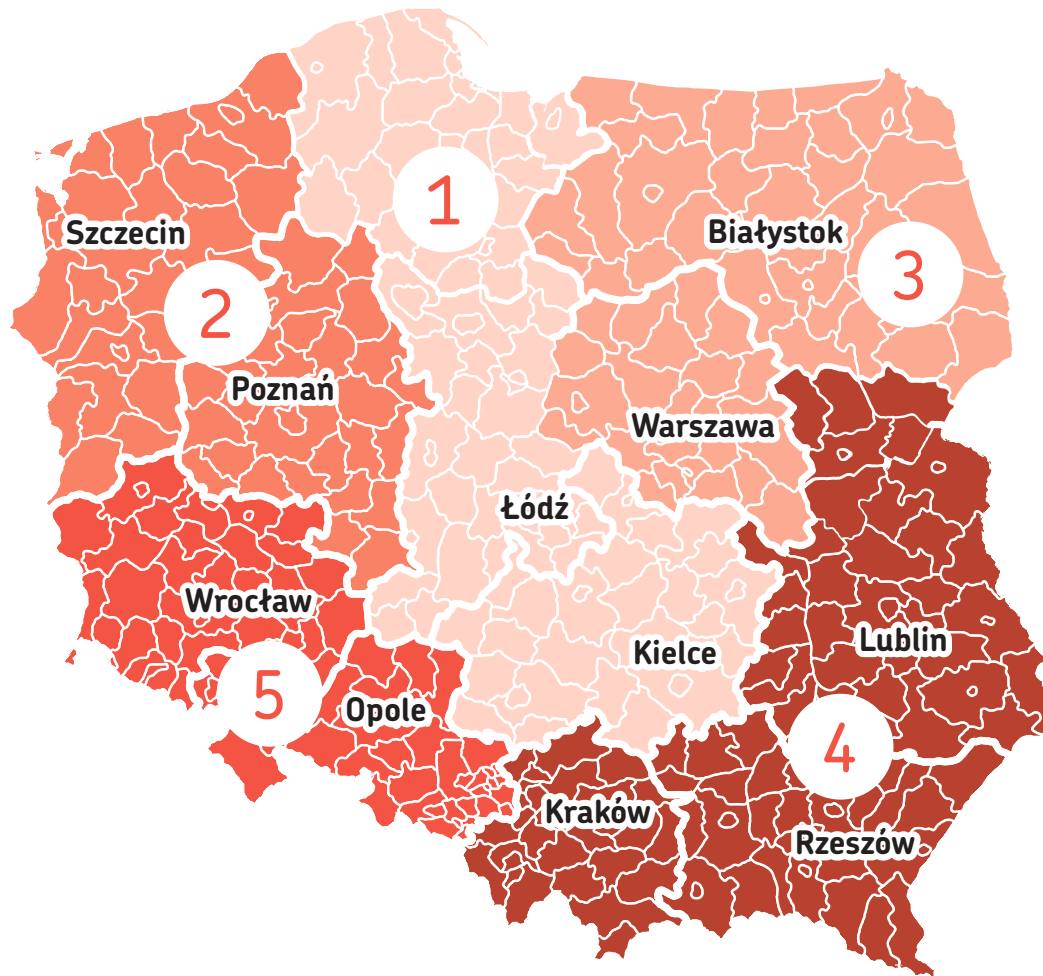 1
Szczecin
Białystok
3
2
Poznań
Warszawa
Łódź
Wrocław
Lublin
Kielce
5
Opole
4
Kraków
Rzeszów